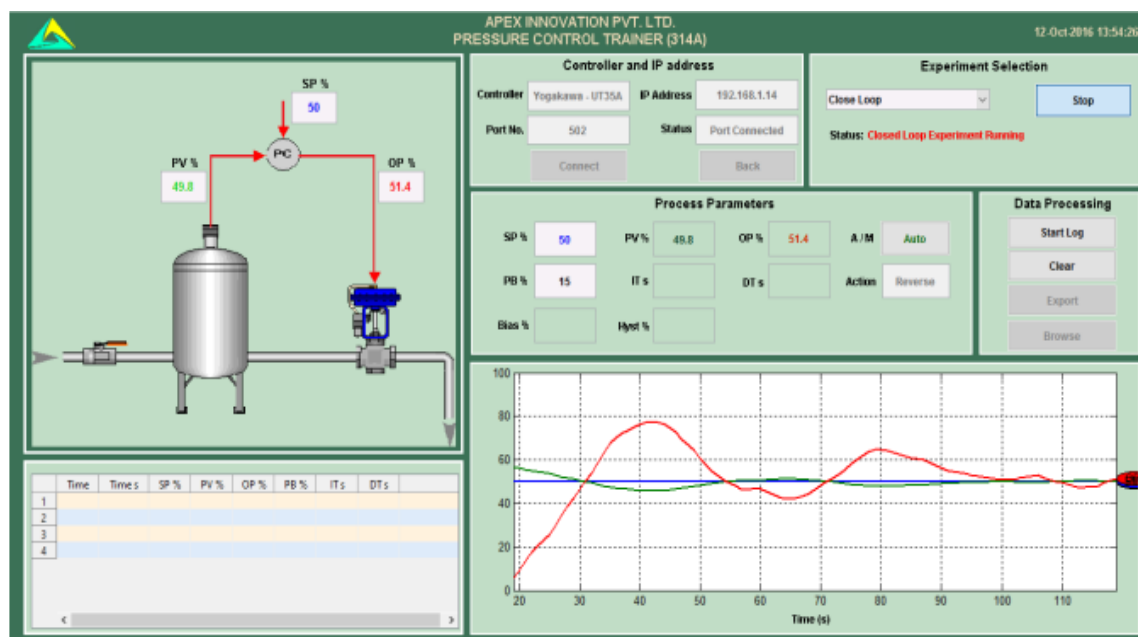 APEX INNOVATION PVT. LTD.
PRESSURE CONTROL TRAINER (314A)
12-Oct-2016 13:54:26
SP %
50
PC
PV %
49.8
OP %
51.4
Controller and IP address
Controller Yogakawa - UT35A IP Address 192.168.1.14
Port No. 502 Status Port Connected
Connect Back
Experiment Selection
Close Loop Stop
Status: Closed Loop Experiment Running
Process Parameters
SP % 50 PV % 49.8 OP % 51.4 A / M Auto
PB % 15 IT s DT s Action Reverse
Bias % Hyst %
Data Processing
Start Log
Clear
Export
Browse
Time Time s SP % PV % OP % PB % IT s DT s
1
2
3
4
100
80
60
40
20
0
20 30 40 50 60 70 80 90 100 110
Time (s)